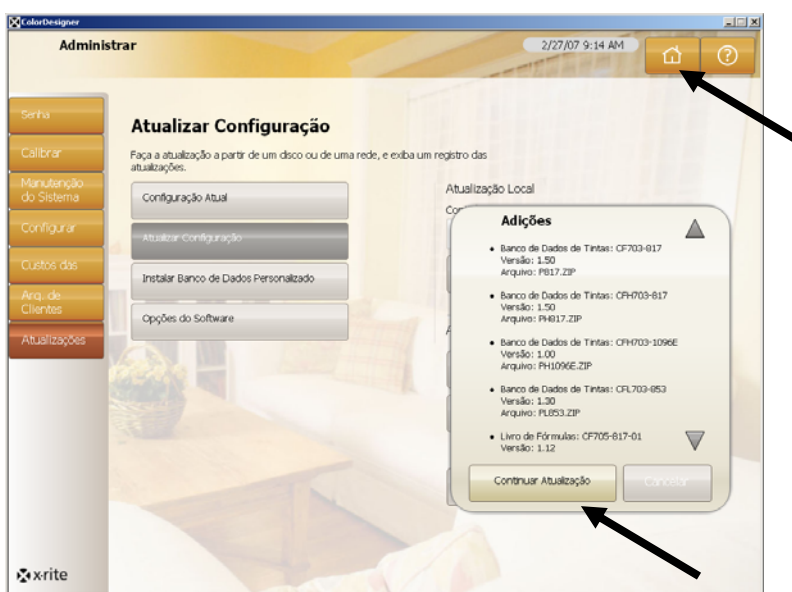 ColorDesigner
Administrar
2/27/07 9:14 AM
Senha
Calibrar
Manutenção
do Sistema
Configurar
Custos das
Arq. de
Clientes
Atualizações
Atualizar Configuração
Faça a atualização a partir de um disco ou de uma rede, e exiba um registro das
atualizações.
Configuração Atual
Atualizar Configuração
Instalar Banco de Dados Personalizado
Opções do Software
Atualização Local
Adições
• Banco de Dados de Tintas: CF703-817
Versão: 1.50
Arquivo: P817.ZIP
• Banco de Dados de Tintas: CFH703-817
Versão: 1.50
Arquivo: PH817.ZIP
• Banco de Dados de Tintas: CFH703-1096E
Versão: 1.00
Arquivo: PH1096E.ZIP
• Banco de Dados de Tintas: CFL703-853
Versão: 1.30
Arquivo: PL853.ZIP
• Livro de Fórmulas: CF705-817-01
Versão: 1.12
Continuar Atualização
Cancelar
x·rite